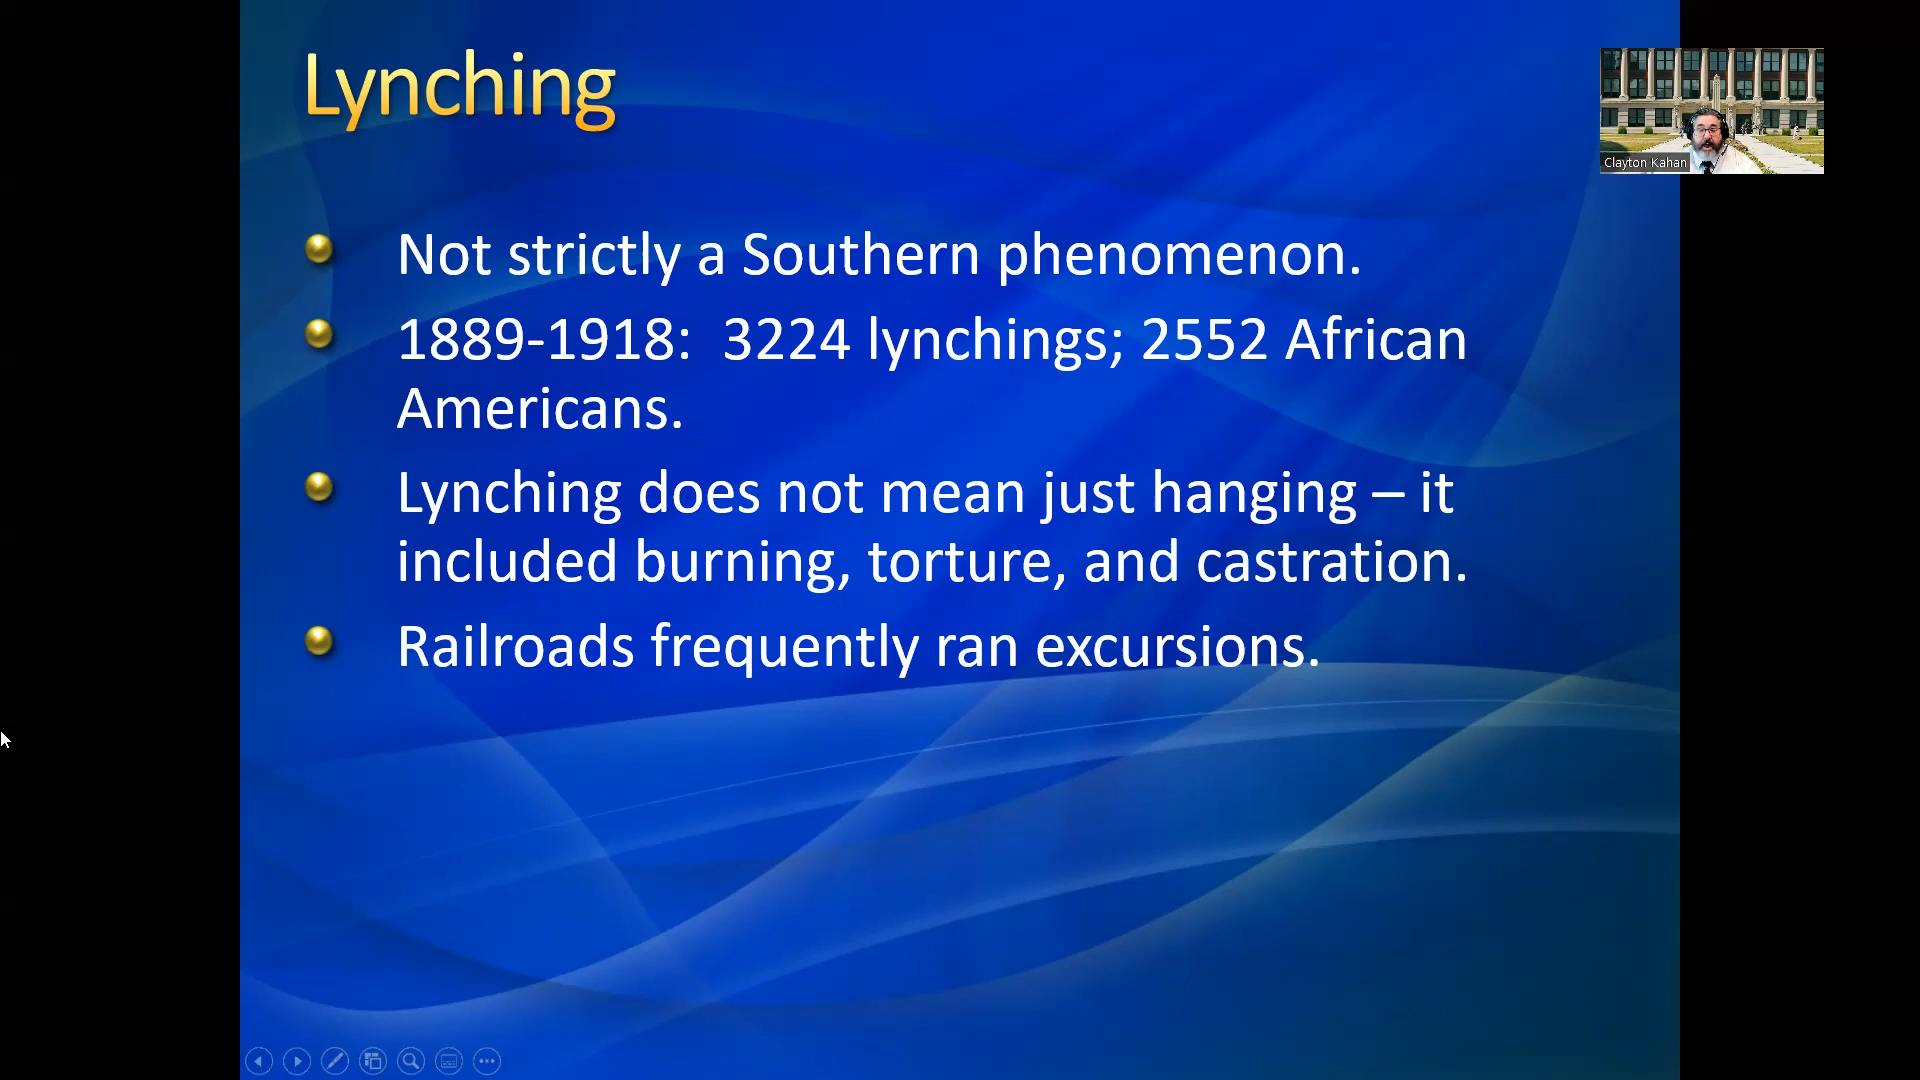 Lynching
Not strictly a Southern phenomenon.
1889-1918:  3224 lynchings; 2552 African
Americans.
Lynching does not mean just hanging – it
included burning, torture, and castration.
Railroads frequently ran excursions.
Clayton Kahan